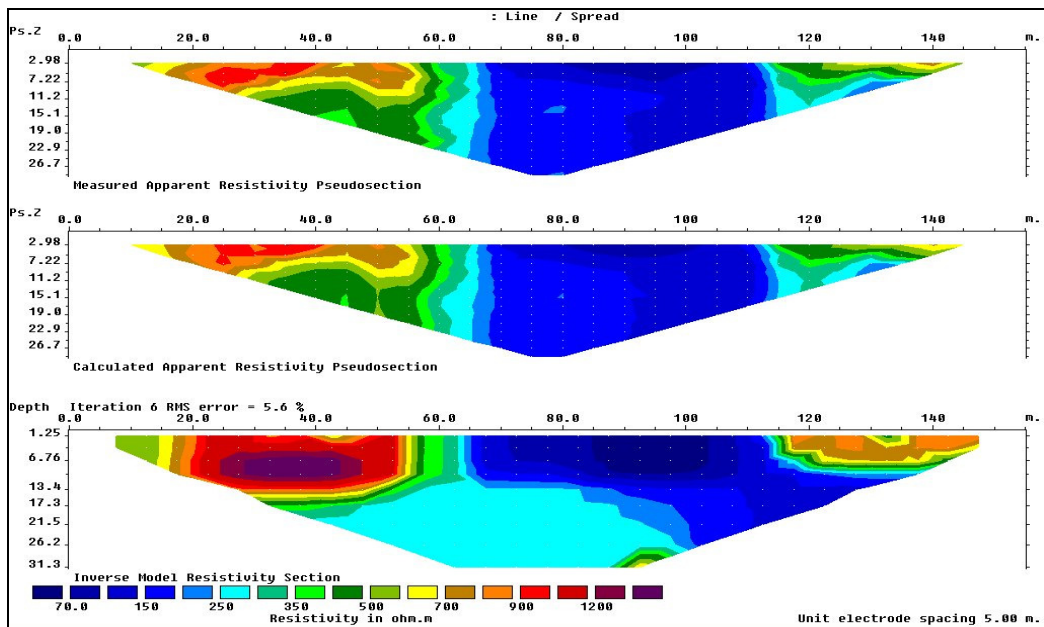 : Line / Spread
Ps.Z 0.0 20.0 40.0 60.0 80.0 100 120 140 m.
2.98
7.22
11.2
15.1
19.0
22.9
26.7
Measured Apparent Resistivity Pseudosection
Ps.Z 0.0 20.0 40.0 60.0 80.0 100 120 140 m.
2.98
7.22
11.2
15.1
19.0
22.9
26.7
Calculated Apparent Resistivity Pseudosection
Depth Iteration 6 RMS error = 5.6 %
0.0 20.0 40.0 60.0 80.0 100 120 140 m.
1.25
6.76
13.4
17.3
21.5
26.2
31.3
Inverse Model Resistivity Section
70.0 150 250 350 500 700 900 1200
Resistivity in ohm.m
Unit electrode spacing 5.00 m.